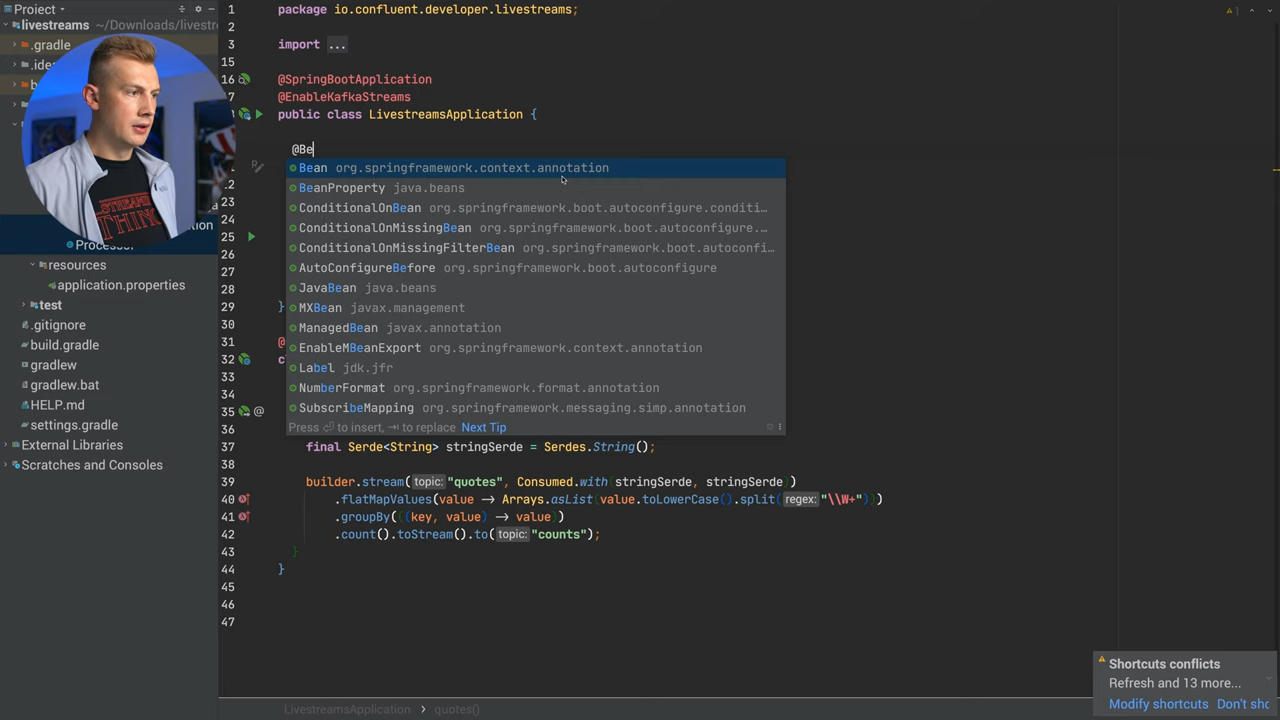 Project
livestreams ~/Downloads/livestre
.gradle
.ide
b
Processor
resources
application.properties
test
.gitignore
build.gradle
gradlew
gradlew.bat
HELP.md
settings.gradle
External Libraries
Scratches and Consoles
1 package io.confluent.developer.livestreams;
2
3 import ...
15
16 @SpringBootApplication
17 @EnableKafkaStreams
public class LivestreamsApplication {
@Be
Bean org.springframework.context.annotation
BeanProperty java.beans
ConditionalOnBean org.springframework.boot.autoconfigure.conditi…
ConditionalOnMissingBean org.springframework.boot.autoconfigure.…
ConditionalOnMissingFilterBean org.springframework.boot.autoconfi…
AutoConfigureBefore org.springframework.boot.autoconfigure
JavaBean java.beans
MXBean javax.management
ManagedBean javax.annotation
EnableMBeanExport org.springframework.context.annotation
Label jdk.jfr
NumberFormat org.springframework.format.annotation
SubscribeMapping org.springframework.messaging.simp.annotation
Press ⏎ to insert, ⇥ to replace Next Tip
22
23
24
25
26
27
28
29 }
30
31 @
32 c
33
34
35 @
37 final Serde<String> stringSerde = Serdes.String();
38
39 builder.stream( topic: "quotes", Consumed.with(stringSerde, stringSerde))
40 .flatMapValues(value → Arrays.asList(value.toLowerCase().split( regex: "\\W+")))
41 .groupBy((key, value) → value)
42 .count().toStream().to( topic: "counts");
43 }
44 }
45
46
47
LivestreamsApplication > quotes()
1
Shortcuts conflicts
Refresh and 13 more...
Modify shortcuts Don't sho